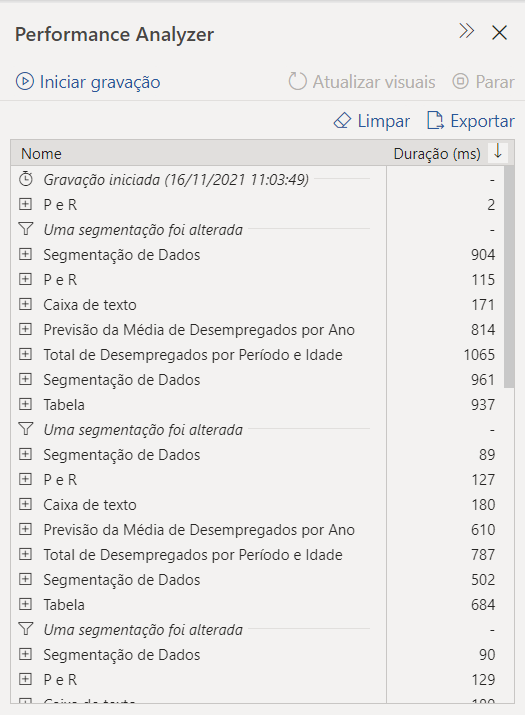 Performance Analyzer
Iniciar gravação Atualizar visuais Parar
Limpar Exportar
Nome Duração (ms)
Gravação iniciada (16/11/2021 11:03:49) -
P e R 2
Uma segmentação foi alterada -
Segmentação de Dados 904
P e R 115
Caixa de texto 171
Previsão da Média de Desempregados por Ano 814
Total de Desempregados por Período e Idade 1065
Segmentação de Dados 961
Tabela 937
Uma segmentação foi alterada -
Segmentação de Dados 89
P e R 127
Caixa de texto 180
Previsão da Média de Desempregados por Ano 610
Total de Desempregados por Período e Idade 787
Segmentação de Dados 502
Tabela 684
Uma segmentação foi alterada -
Segmentação de Dados 90
P e R 129
Caixa de texto